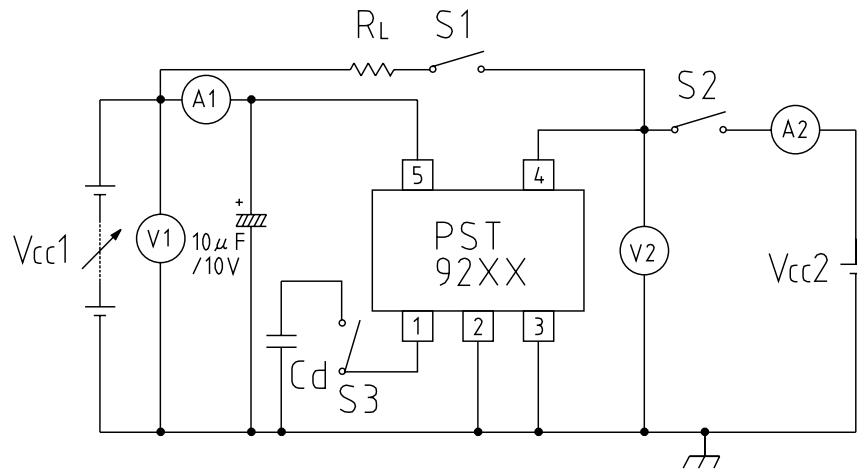 RL
S1
S2
A1
A2
5
4
+
Vcc1
V1
10μF
/10V
PST
92XX
V2
Vcc2
1
2
3
Cd
S3